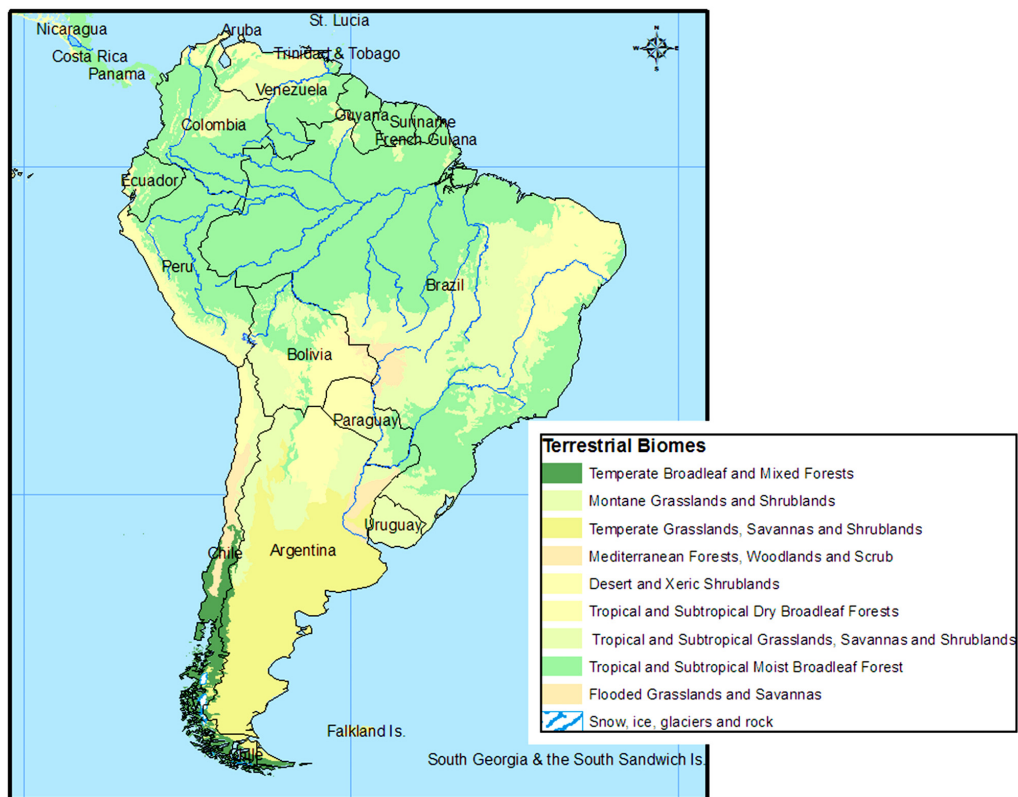 St. Lucia
Nicaragua
Aruba
N
W
E
S
Costa Rica
Trinidad & Tobago
Panama
Venezuela
Guyana
Suriname
Colombia
French Guiana
Ecuador
Peru
Brazil
Bolivia
Paraguay
Uruguay
Chile
Argentina
Falkland Is.
Chile
South Georgia & the South Sandwich Is.
Terrestrial Biomes
Temperate Broadleaf and Mixed Forests
Montane Grasslands and Shrublands
Temperate Grasslands, Savannas and Shrublands
Mediterranean Forests, Woodlands and Scrub
Desert and Xeric Shrublands
Tropical and Subtropical Dry Broadleaf Forests
Tropical and Subtropical Grasslands, Savannas and Shrublands
Tropical and Subtropical Moist Broadleaf Forest
Flooded Grasslands and Savannas
Snow, ice, glaciers and rock